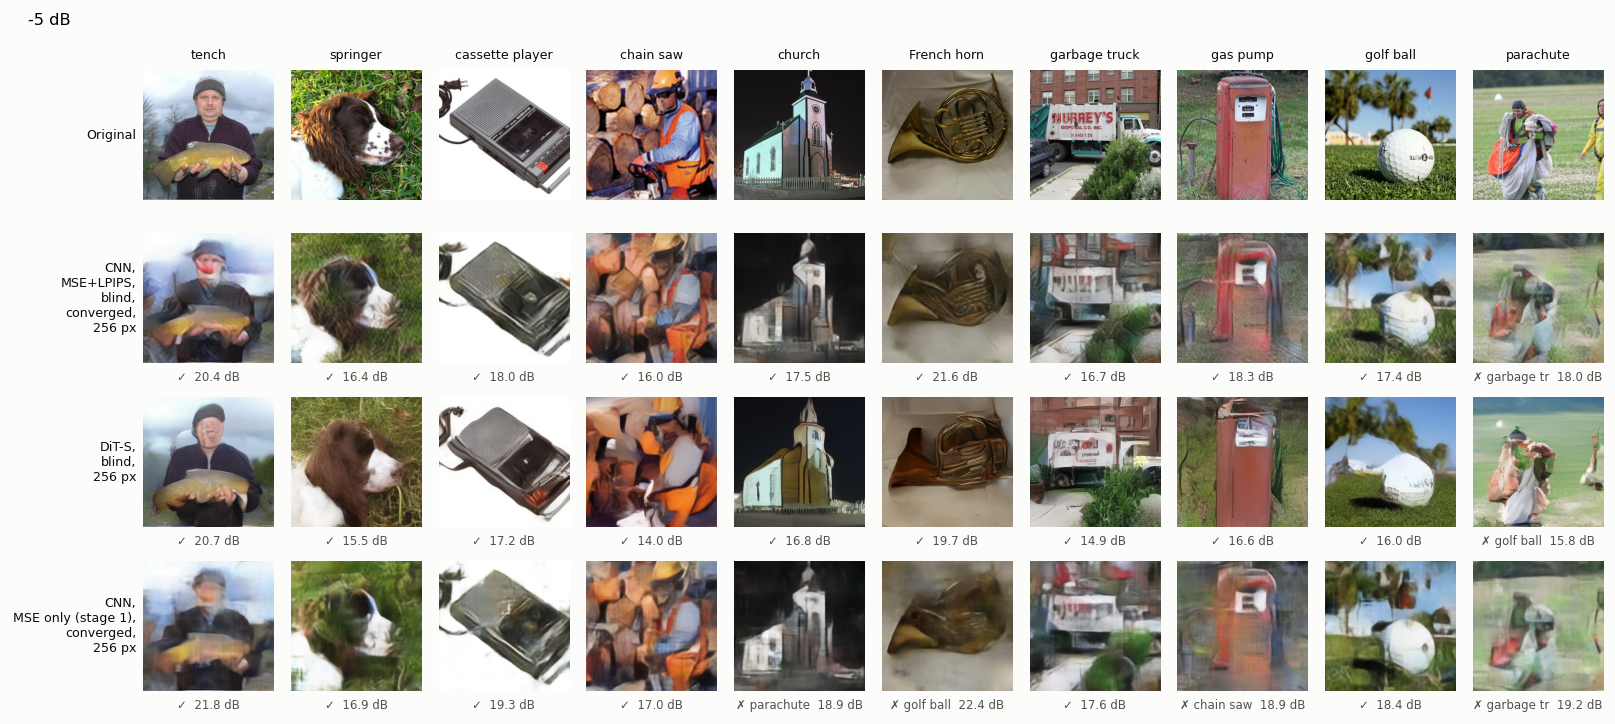 -5 dB
tench springer cassette player chain saw church French horn garbage truck gas pump golf ball parachute
Original
MURREY'S
DISPOSAL CO. INC.
CNN,
MSE+LPIPS,
blind,
converged,
256 px
✓ 20.4 dB ✓ 16.4 dB ✓ 18.0 dB ✓ 16.0 dB ✓ 17.5 dB ✓ 21.6 dB ✓ 16.7 dB ✓ 18.3 dB ✓ 17.4 dB ✗ garbage tr 18.0 dB
DiT-S,
blind,
256 px
✓ 20.7 dB ✓ 15.5 dB ✓ 17.2 dB ✓ 14.0 dB ✓ 16.8 dB ✓ 19.7 dB ✓ 14.9 dB ✓ 16.6 dB ✓ 16.0 dB ✗ golf ball 15.8 dB
CNN,
MSE only (stage 1),
converged,
256 px
✓ 21.8 dB ✓ 16.9 dB ✓ 19.3 dB ✓ 17.0 dB ✗ parachute 18.9 dB ✗ golf ball 22.4 dB ✓ 17.6 dB ✗ chain saw 18.9 dB ✓ 18.4 dB ✗ garbage tr 19.2 dB